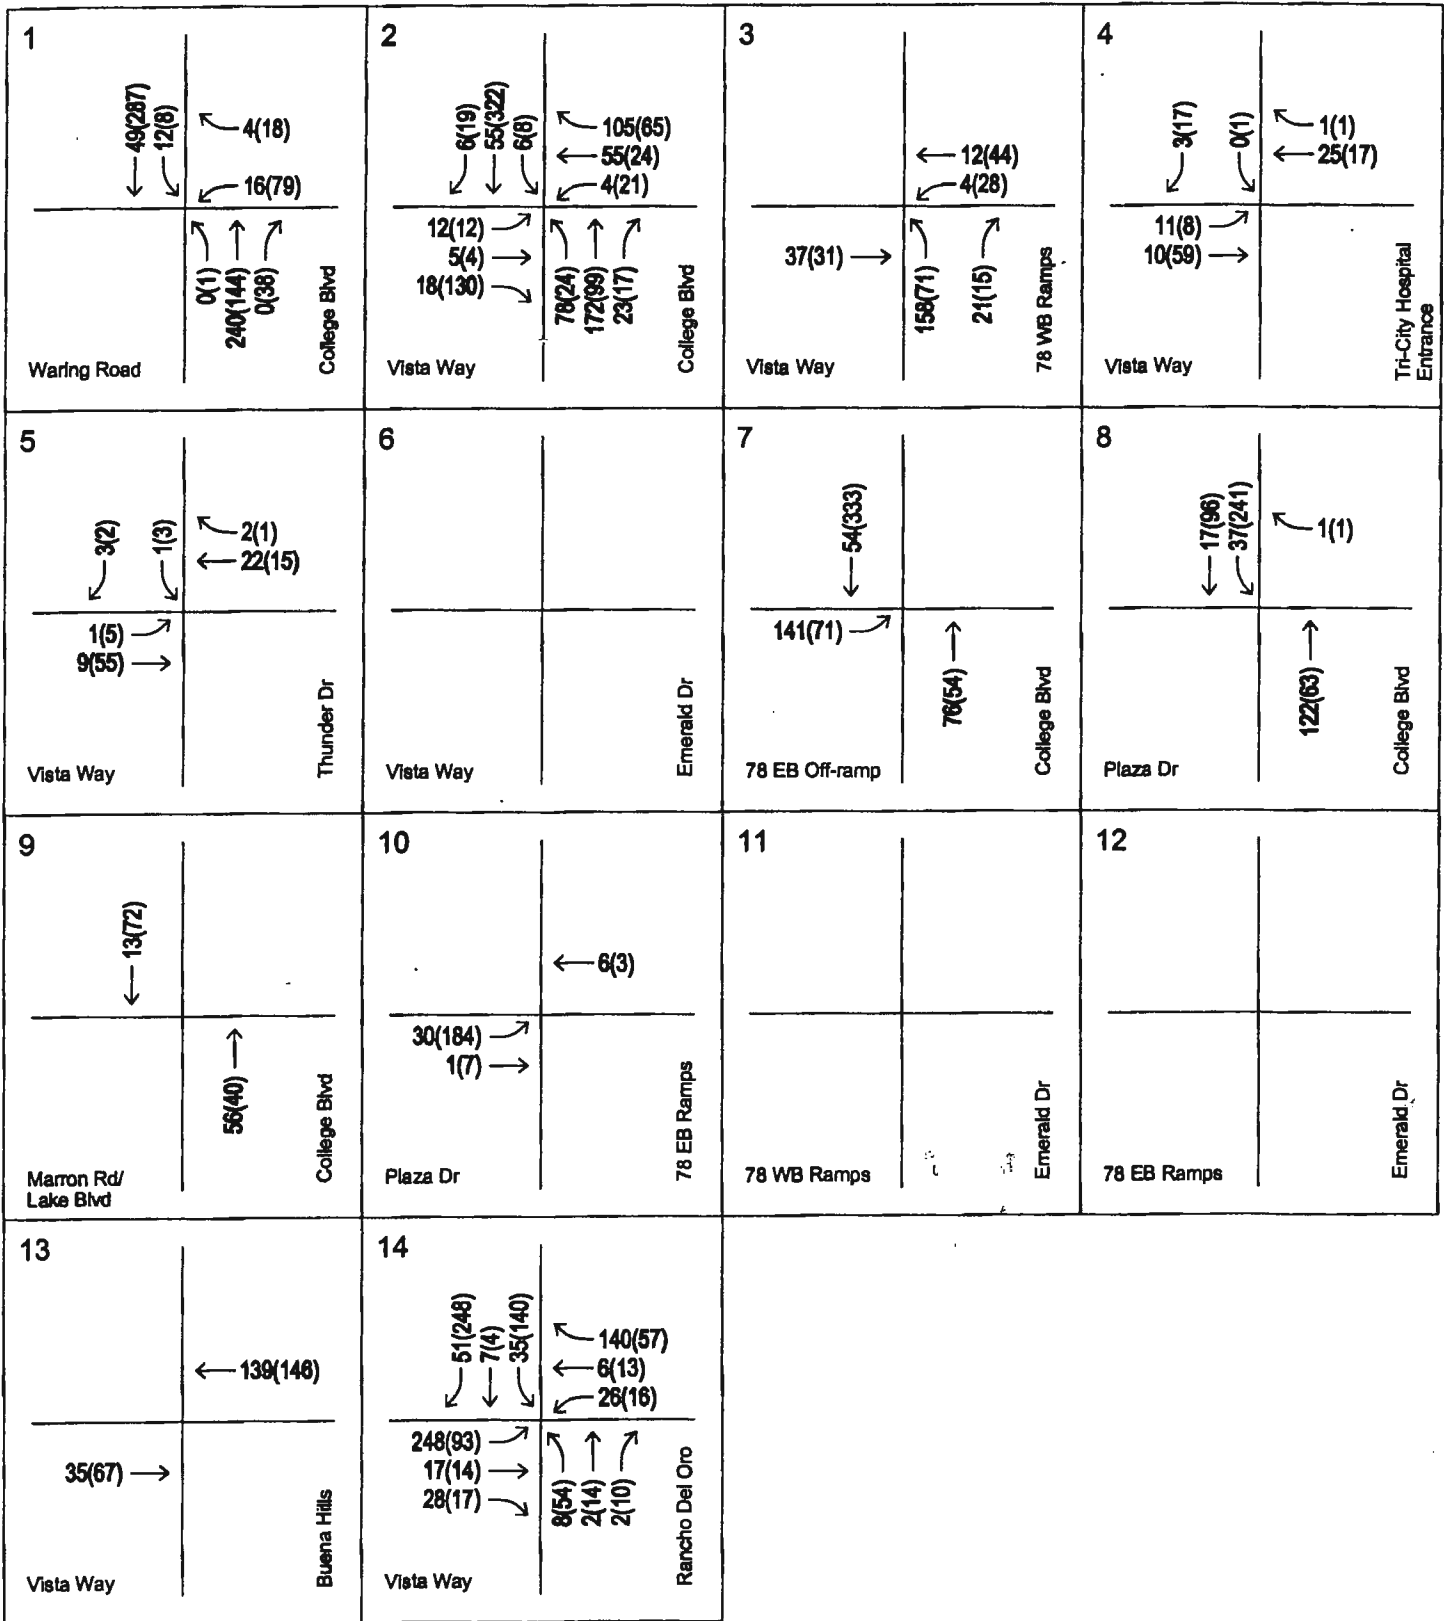 1
49(287)
12(8)
4(18)
16(79)
0(1)
240(144)
0(38)
Waring Road
College Blvd
2
6(19)
55(322)
6(8)
105(65)
55(24)
4(21)
12(12)
5(4)
18(130)
78(24)
172(99)
23(17)
Vista Way
College Blvd
3
12(44)
4(28)
37(31)
158(71)
21(15)
Vista Way
78 WB Ramps
4
3(17)
0(1)
1(1)
25(17)
11(8)
10(59)
Vista Way
Tri-City Hospital
Entrance
5
3(2)
1(3)
2(1)
22(15)
1(5)
9(55)
Vista Way
Thunder Dr
6
Vista Way
Emerald Dr
7
54(333)
141(71)
76(54)
78 EB Off-ramp
College Blvd
8
17(96)
37(241)
1(1)
122(63)
Plaza Dr
College Blvd
9
13(72)
56(40)
Marron Rd/
Lake Blvd
College Blvd
10
6(3)
30(184)
1(7)
Plaza Dr
78 EB Ramps
11
78 WB Ramps
Emerald Dr
12
78 EB Ramps
Emerald Dr
13
139(146)
35(67)
Vista Way
Buena Hills
14
51(248)
7(4)
35(140)
140(57)
6(13)
26(16)
248(93)
17(14)
28(17)
8(54)
2(14)
2(10)
Vista Way
Rancho Del Oro